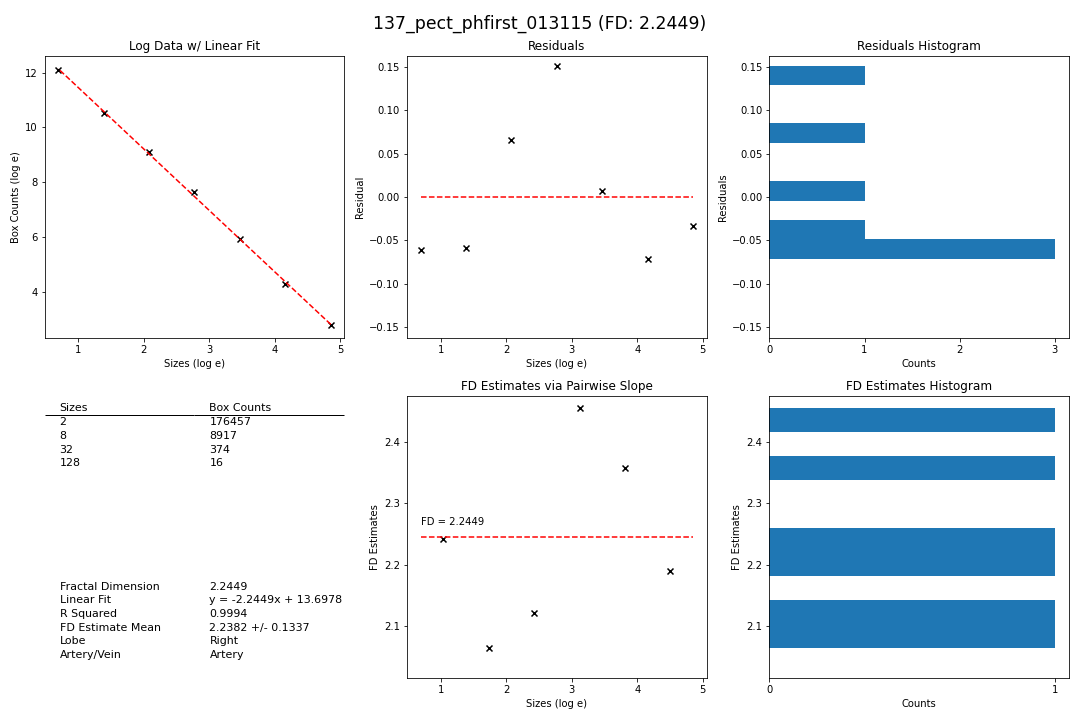 137_pect_phfirst_013115 (FD: 2.2449)
Log Data w/ Linear Fit
Box Counts (log e)
12
10
8
6
4
1
2
3
4
5
Sizes (log e)
Residuals
Residual
0.15
0.10
0.05
0.00
−0.05
−0.10
−0.15
1
2
3
4
5
Sizes (log e)
Residuals Histogram
Residuals
0.15
0.10
0.05
0.00
−0.05
−0.10
−0.15
0
1
2
3
Counts
Sizes Box Counts
2 176457
8 8917
32 374
128 16
Fractal Dimension 2.2449
Linear Fit y = -2.2449x + 13.6978
R Squared 0.9994
FD Estimate Mean 2.2382 +/- 0.1337
Lobe Right
Artery/Vein Artery
FD Estimates via Pairwise Slope
FD Estimates
2.4
2.3
2.2
2.1
FD = 2.2449
1
2
3
4
5
Sizes (log e)
FD Estimates Histogram
FD Estimates
2.4
2.3
2.2
2.1
0
1
Counts